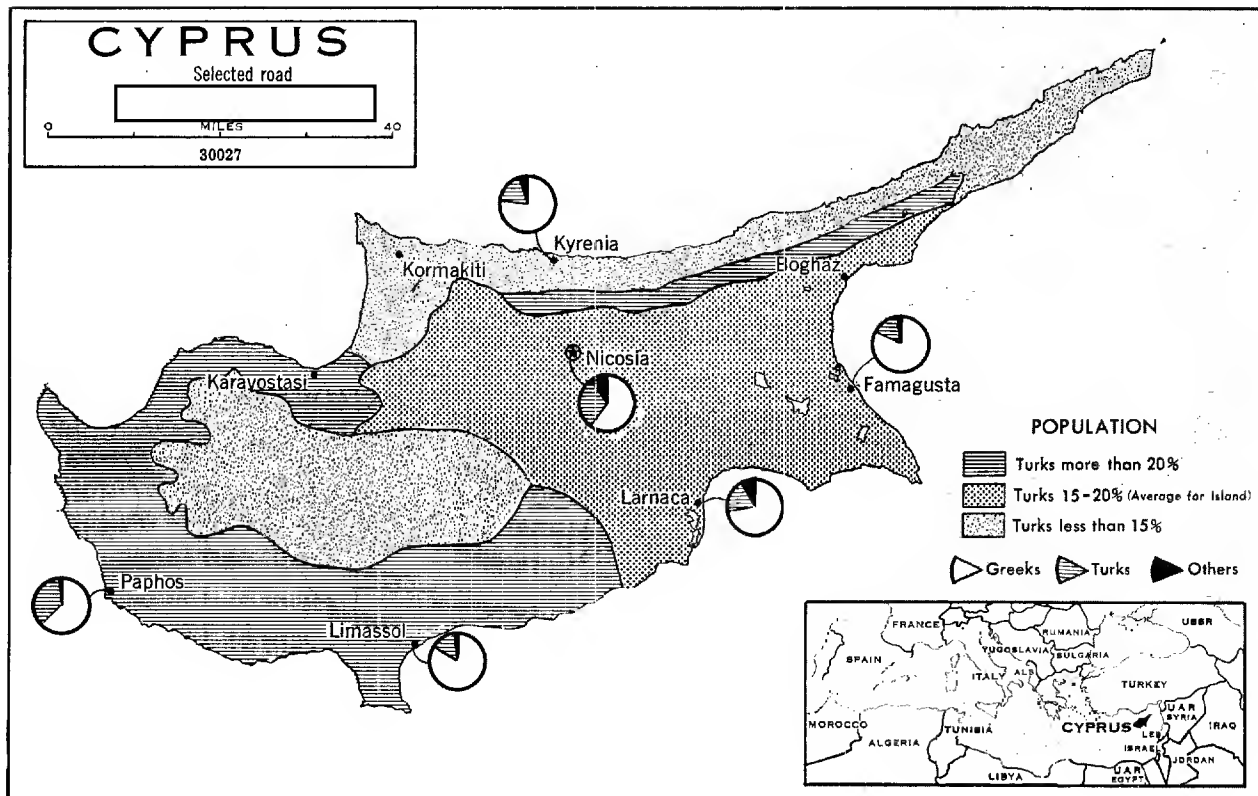 CYPRUS
Selected road
0 MILES 40
30027
Kyrenia
Kormakiti
Eloghaz
Nicosia
Karavostasi
Famagusta
Larnaca
Paphos
Limassol
POPULATION
Turks more than 20%
Turks 15-20% (Average for Island)
Turks less than 15%
Greeks Turks Others
FRANCE
RUMANIA
USSR
YUGOSLAVIA
BULGARIA
SPAIN
ITALY
ALB
TURKEY
MOROCCO
ALGERIA
TUNISIA
CYPRUS
UAR
SYRIA
IRAQ
LEB
ISRAEL
JORDAN
LIBYA
UAR
EGYPT